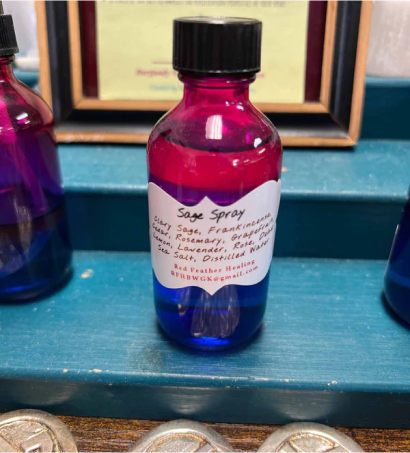 Sage Spray
Clary Sage, Frankincense,
Cedar, Rosemary, Grapefruit,
Lemon, Lavender, Rose, Dead
Sea Salt, Distilled Water
Red Feather Healing
RFHBWGK@gmail.com